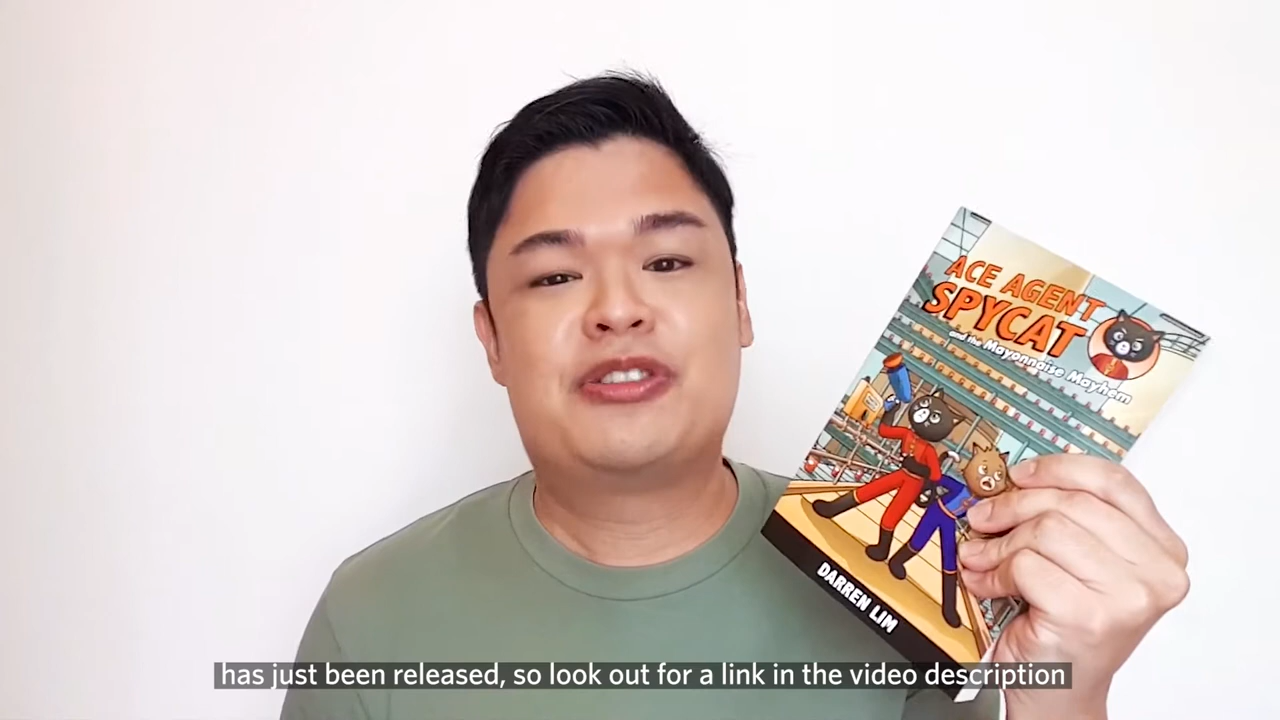 ACE AGENT
SPYCAT
and the Mayonnaise Mayhem
DARREN LIM
has just been released, so look out for a link in the video description